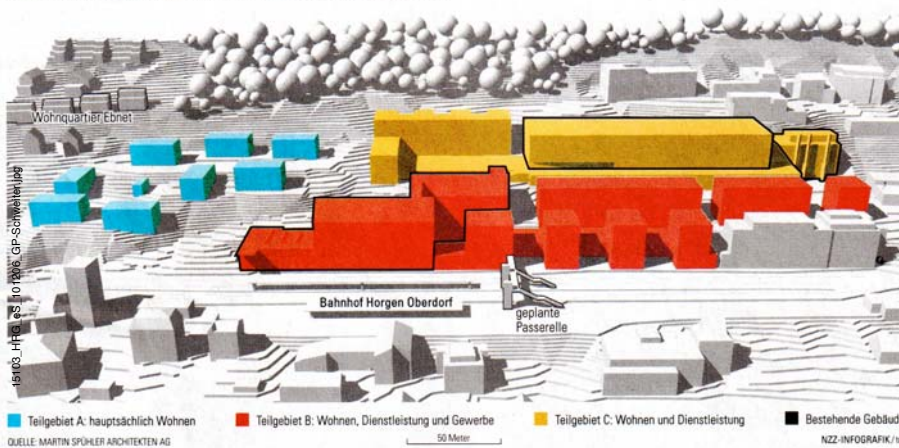 Wohnquartier Ebnet
15103_HRG_eS_101206_GP-Schweiter.jpg
Bahnhof Horgen Oberdorf
geplante
Passerelle
Teilgebiet A: hauptsächlich Wohnen
Teilgebiet B: Wohnen, Dienstleistung und Gewerbe
Teilgebiet C: Wohnen und Dienstleistung
Bestehende Gebäud
QUELLE: MARTIN SPÜHLER ARCHITEKTEN AG
50 Meter
NZZ-INFOGRAFIK/